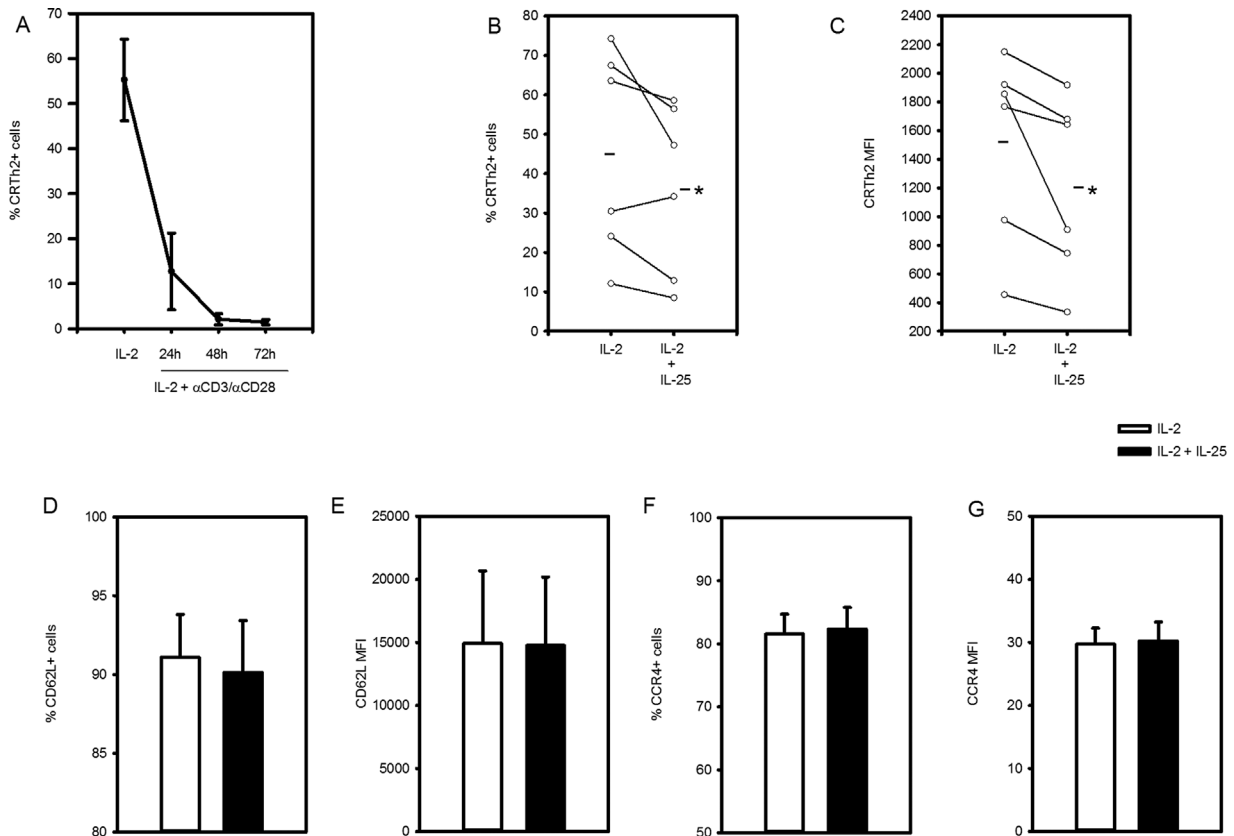 A
% CRTh2+ cells
70
60
50
40
30
20
10
0
IL-2 24h 48h 72h
IL-2 + αCD3/αCD28
B
% CRTh2+ cells
80
70
60
50
40
30
20
10
0
*
IL-2 IL-2
+
IL-25
C
CRTh2 MFI
2400
2200
2000
1800
1600
1400
1200
1000
800
600
400
200
*
IL-2 IL-2
+
IL-25
IL-2
IL-2 + IL-25
D
% CD62L+ cells
100
95
90
85
80
E
CD62L MFI
25000
20000
15000
10000
5000
0
F
% CCR4+ cells
100
90
80
70
60
50
G
CCR4 MFI
50
40
30
20
10
0